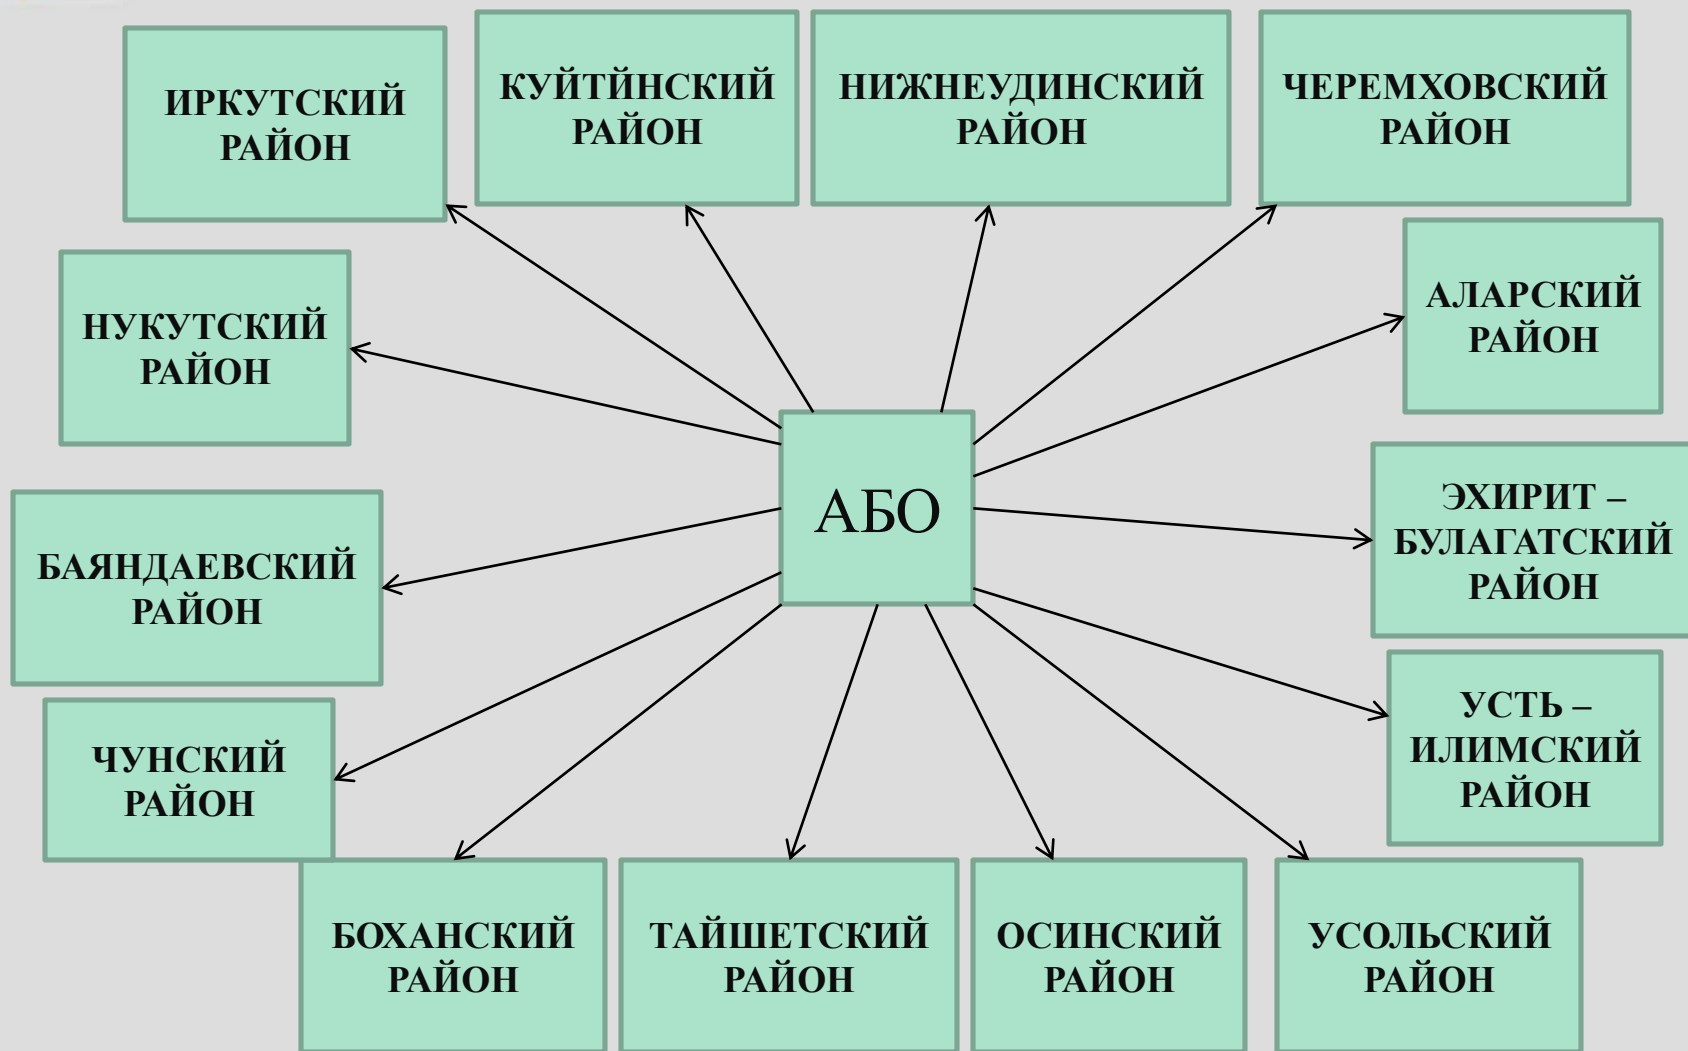 ИРКУТСКИЙ
РАЙОН
КУЙТЙНСКИЙ
РАЙОН
НИЖНЕУДИНСКИЙ
РАЙОН
ЧЕРЕМХОВСКИЙ
РАЙОН
НУКУТСКИЙ
РАЙОН
АЛАРСКИЙ
РАЙОН
АБО
ЭХИРИТ –
БУЛАГАТСКИЙ
РАЙОН
БАЯНДАЕВСКИЙ
РАЙОН
УСТЬ –
ИЛИМСКИЙ
РАЙОН
ЧУНСКИЙ
РАЙОН
БОХАНСКИЙ
РАЙОН
ТАЙШЕТСКИЙ
РАЙОН
ОСИНСКИЙ
РАЙОН
УСОЛЬСКИЙ
РАЙОН